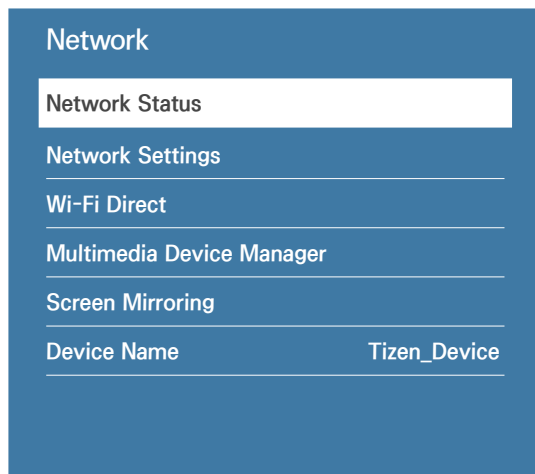 Network
Network Status
Network Settings
Wi-Fi Direct
Multimedia Device Manager
Screen Mirroring
Device Name Tizen_Device